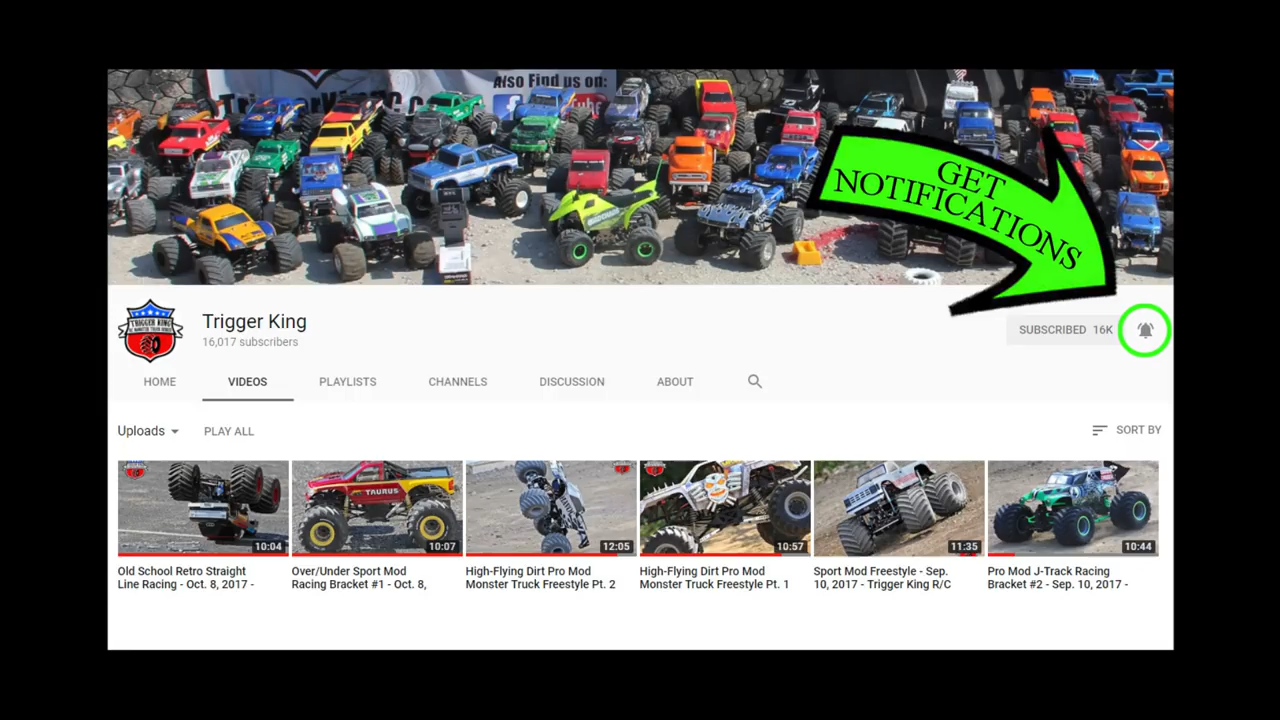 Also Find us on:
GET
NOTIFICATIONS
TRIGGER KING
Trigger King
16,017 subscribers
SUBSCRIBED 16K
HOME VIDEOS PLAYLISTS CHANNELS DISCUSSION ABOUT
Uploads PLAY ALL SORT BY
TAURUS
10:04 10:07 12:05 10:57 11:35 10:44
Old School Retro Straight
Line Racing - Oct. 8, 2017 -
Over/Under Sport Mod
Racing Bracket #1 - Oct. 8,
High-Flying Dirt Pro Mod
Monster Truck Freestyle Pt. 2
High-Flying Dirt Pro Mod
Monster Truck Freestyle Pt. 1
Sport Mod Freestyle - Sep.
10, 2017 - Trigger King R/C
Pro Mod J-Track Racing
Bracket #2 - Sep. 10, 2017 -